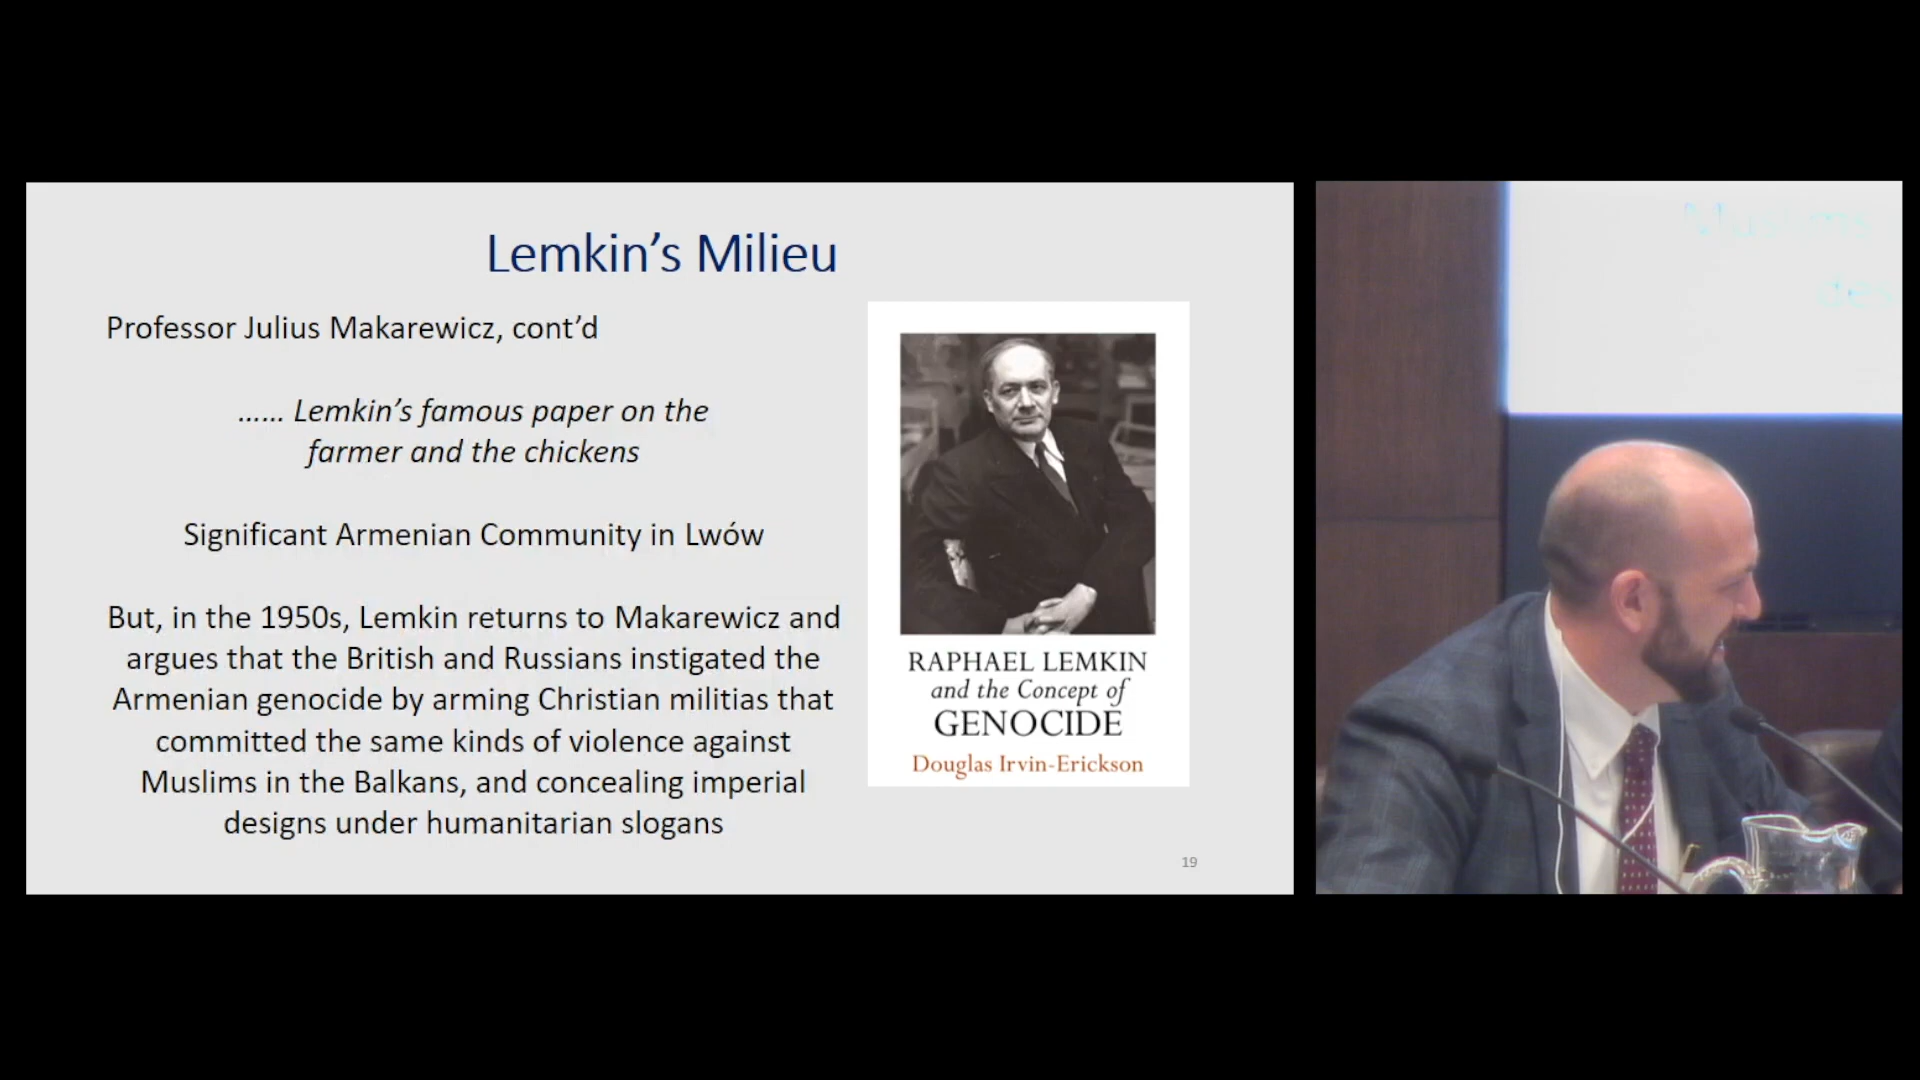 Lemkin's Milieu
Professor Julius Makarewicz, cont'd
...... Lemkin's famous paper on the
farmer and the chickens
Significant Armenian Community in Lwów
But, in the 1950s, Lemkin returns to Makarewicz and
argues that the British and Russians instigated the
Armenian genocide by arming Christian militias that
committed the same kinds of violence against
Muslims in the Balkans, and concealing imperial
designs under humanitarian slogans
RAPHAEL LEMKIN
and the Concept of
GENOCIDE
Douglas Irvin-Erickson
19
Muslims
des